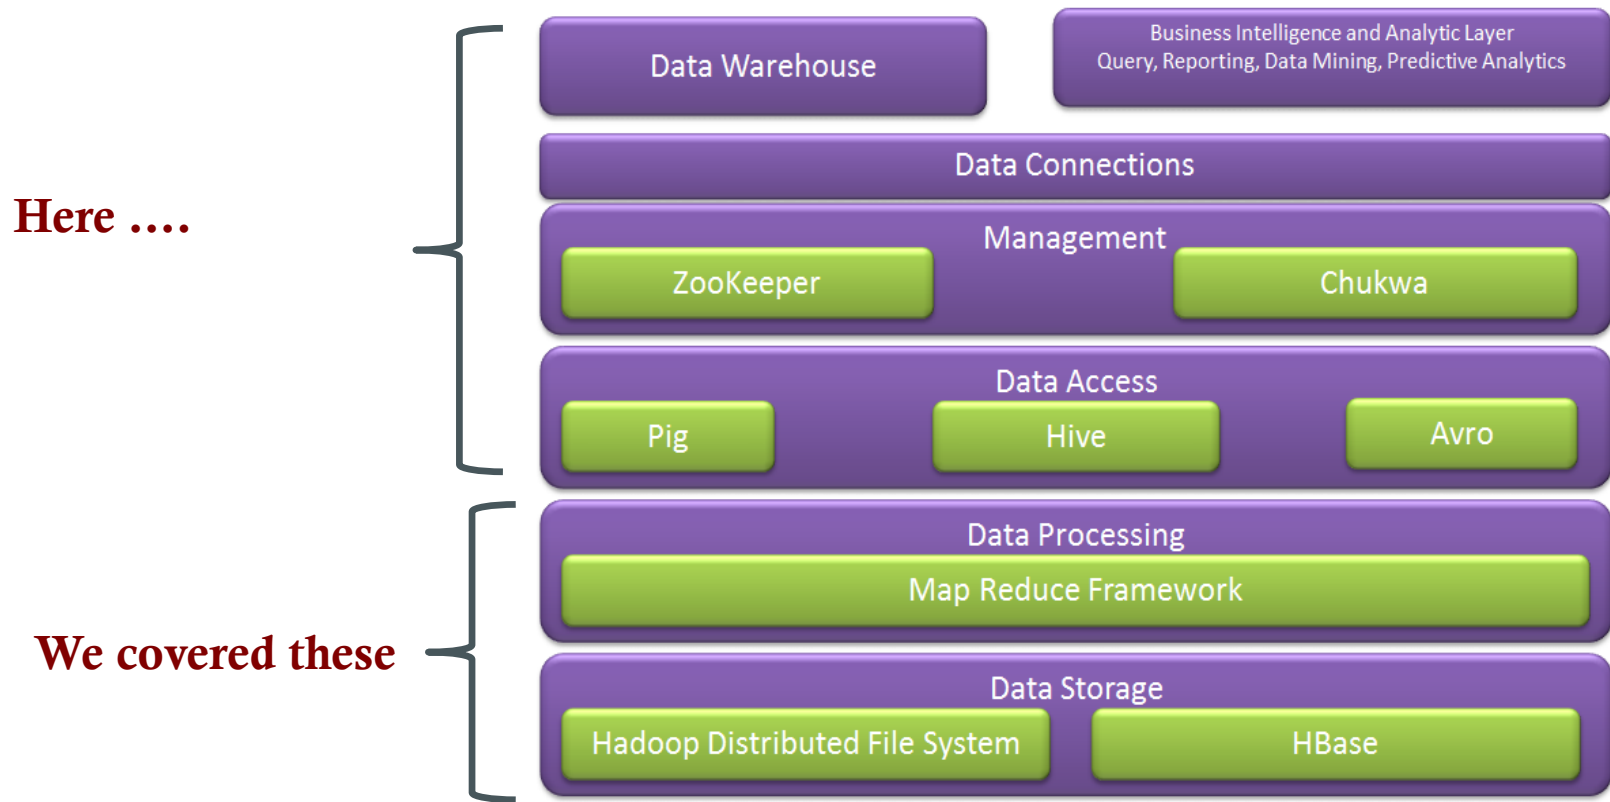 Data Warehouse
Business Intelligence and Analytic Layer
Query, Reporting, Data Mining, Predictive Analytics
Data Connections
Here ....
Management
ZooKeeper
Chukwa
Data Access
Pig
Hive
Avro
Data Processing
Map Reduce Framework
We covered these
Data Storage
Hadoop Distributed File System
HBase